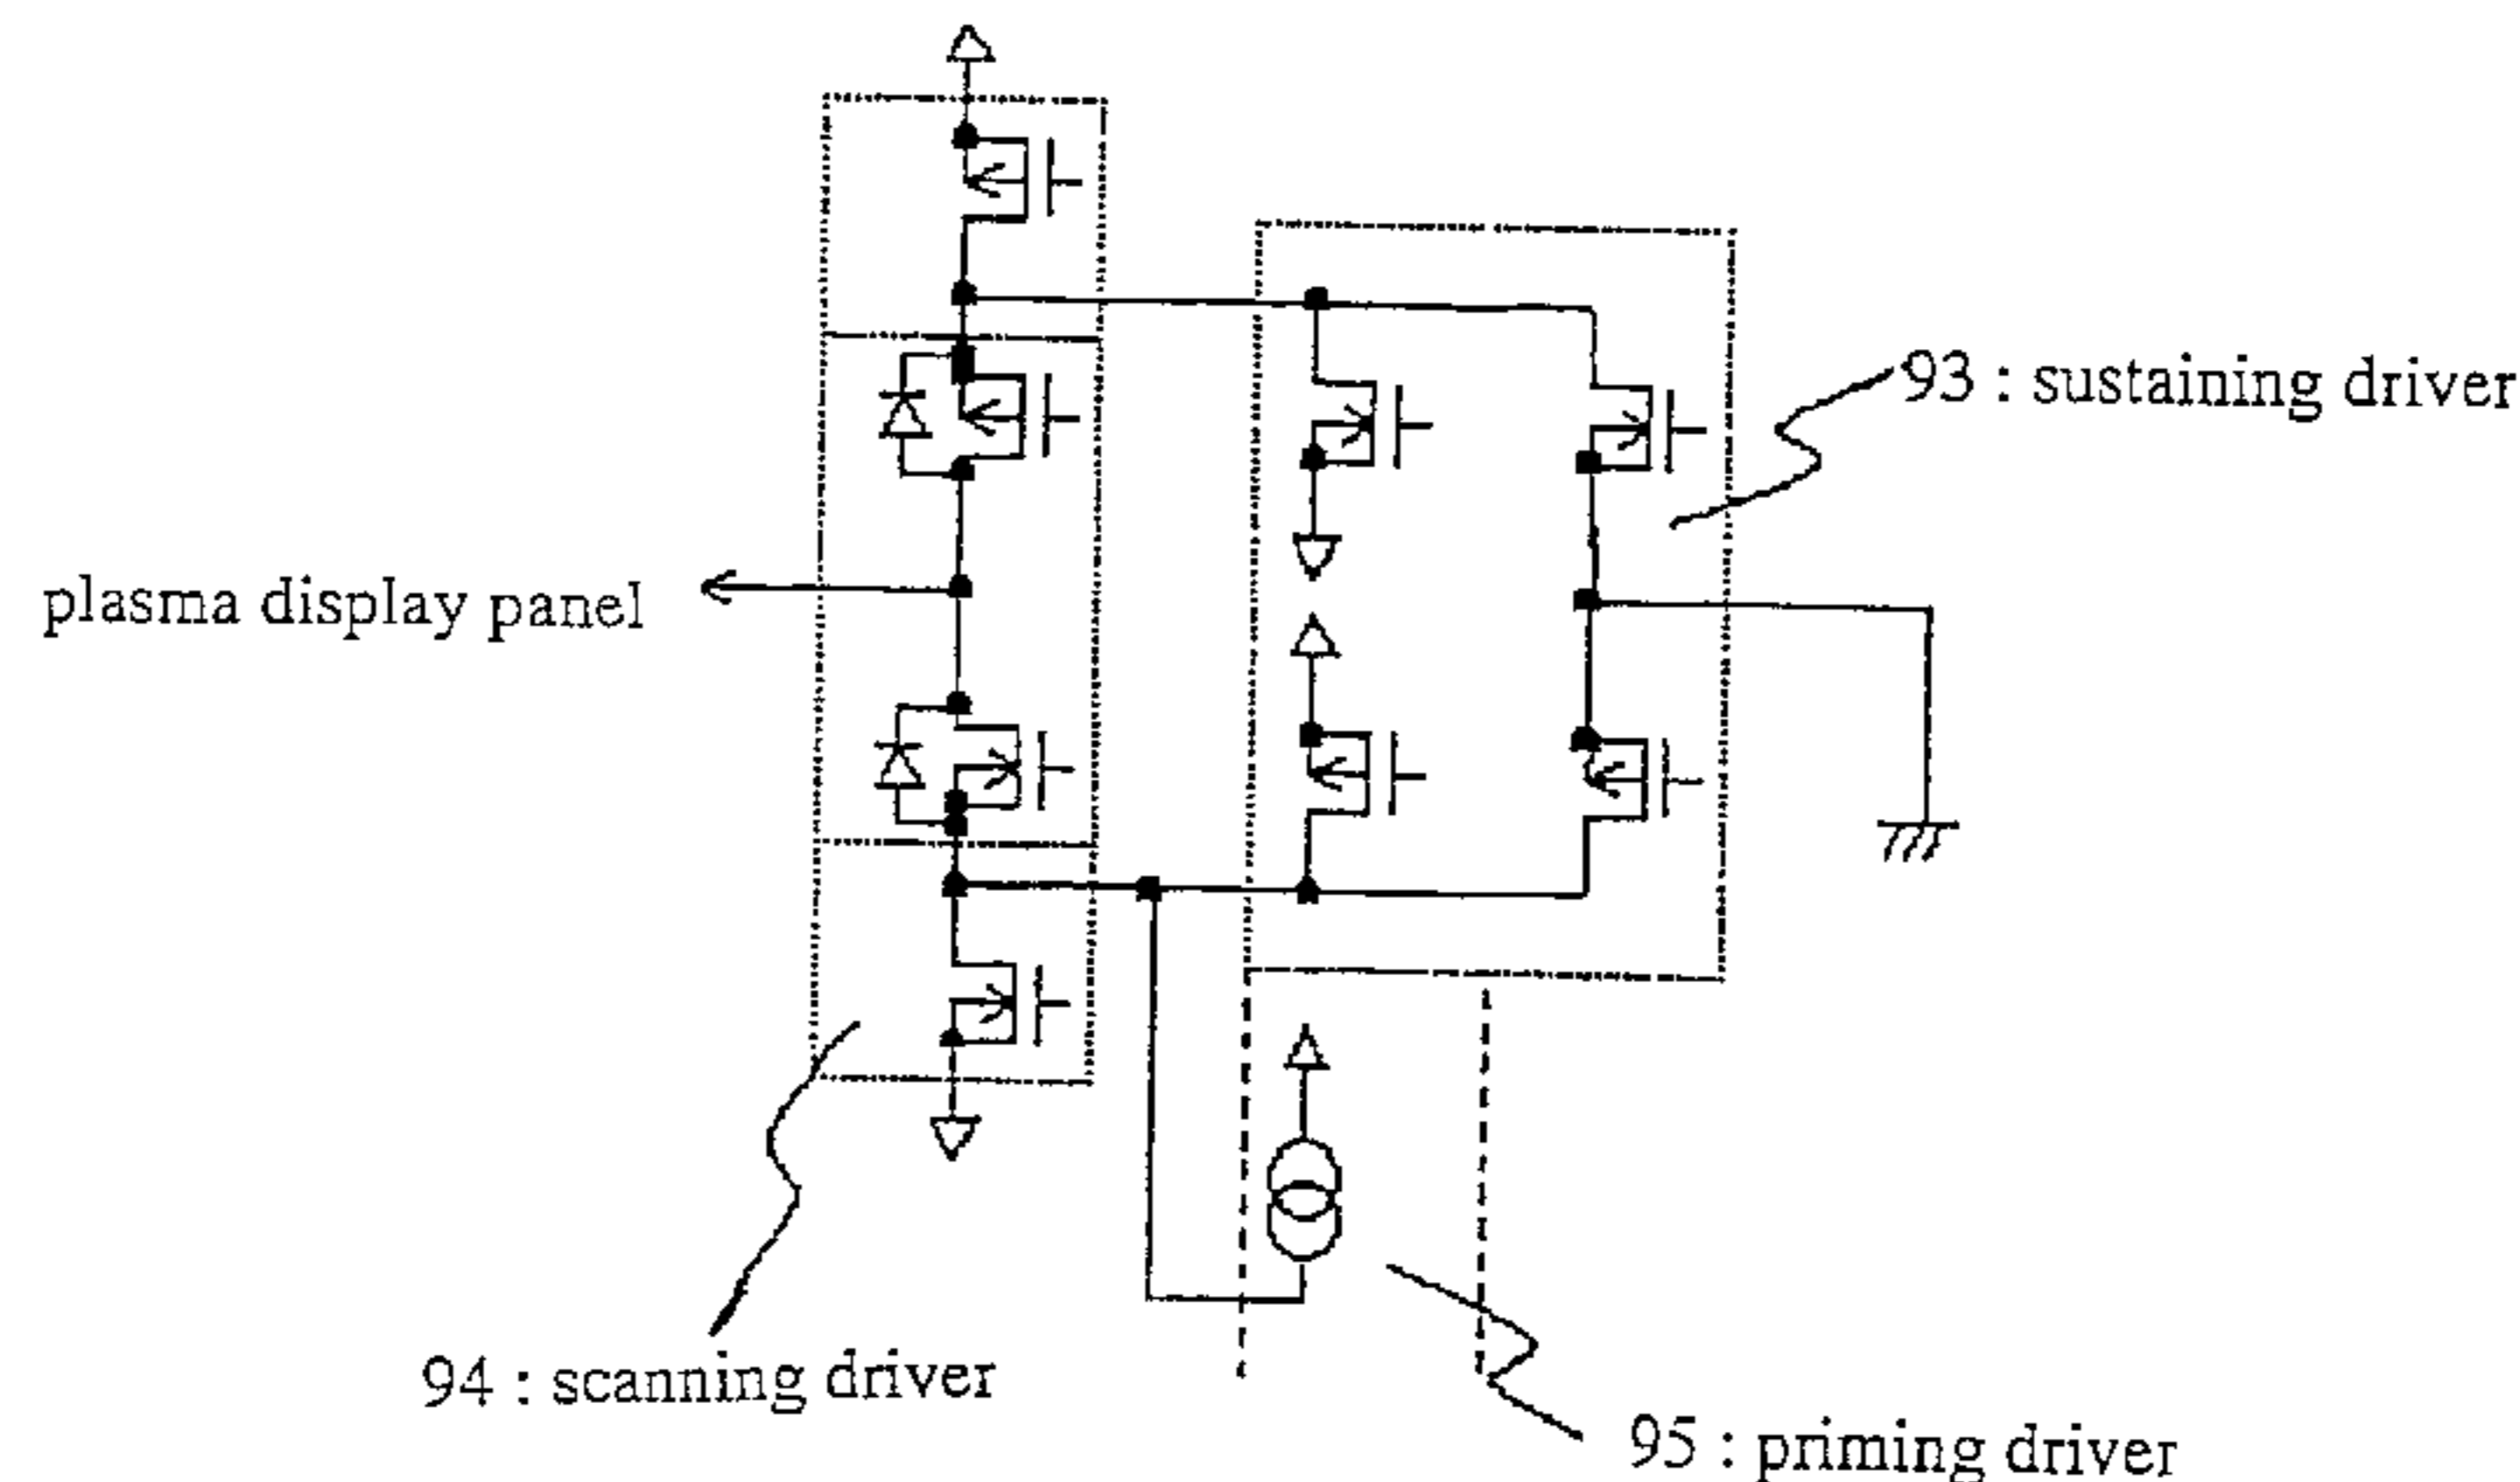 93 : sustaining driver
plasma display panel
94 : scanning driver
95 : priming driver